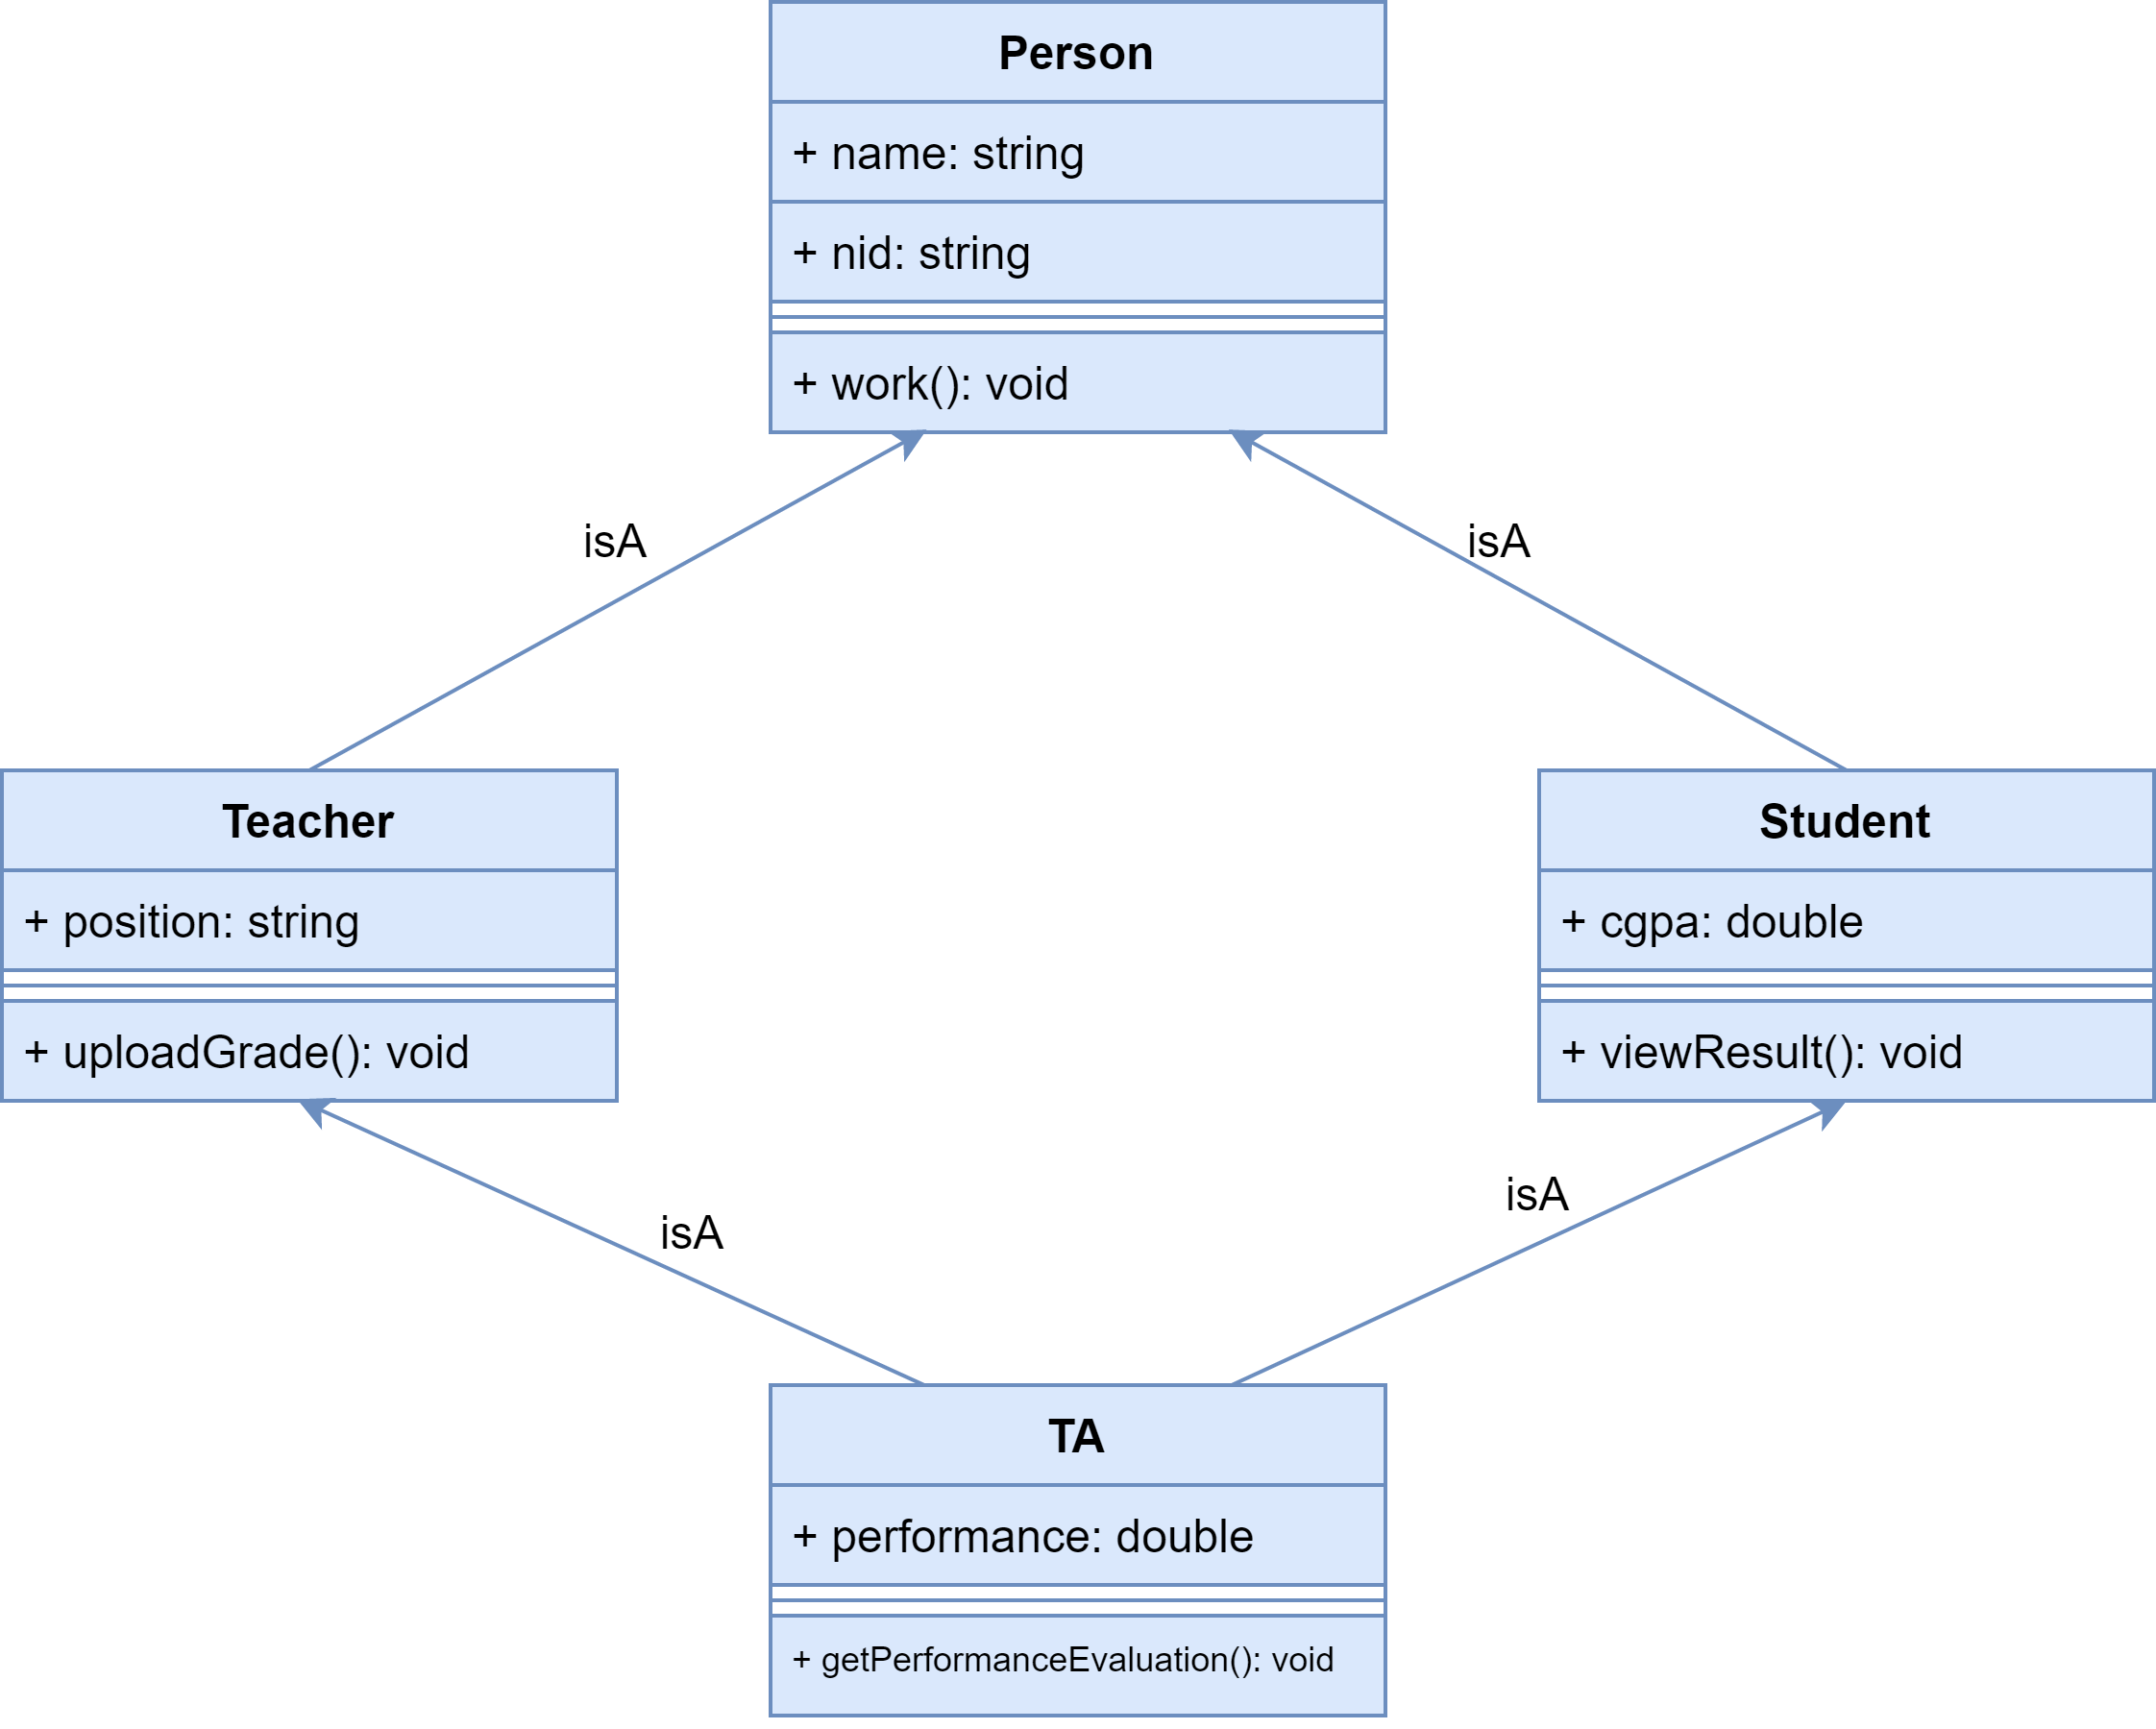 Person
+ name: string
+ nid: string
+ work(): void
isA
isA
Teacher
+ position: string
+ uploadGrade(): void
Student
+ cgpa: double
+ viewResult(): void
isA
isA
TA
+ performance: double
+ getPerformanceEvaluation(): void